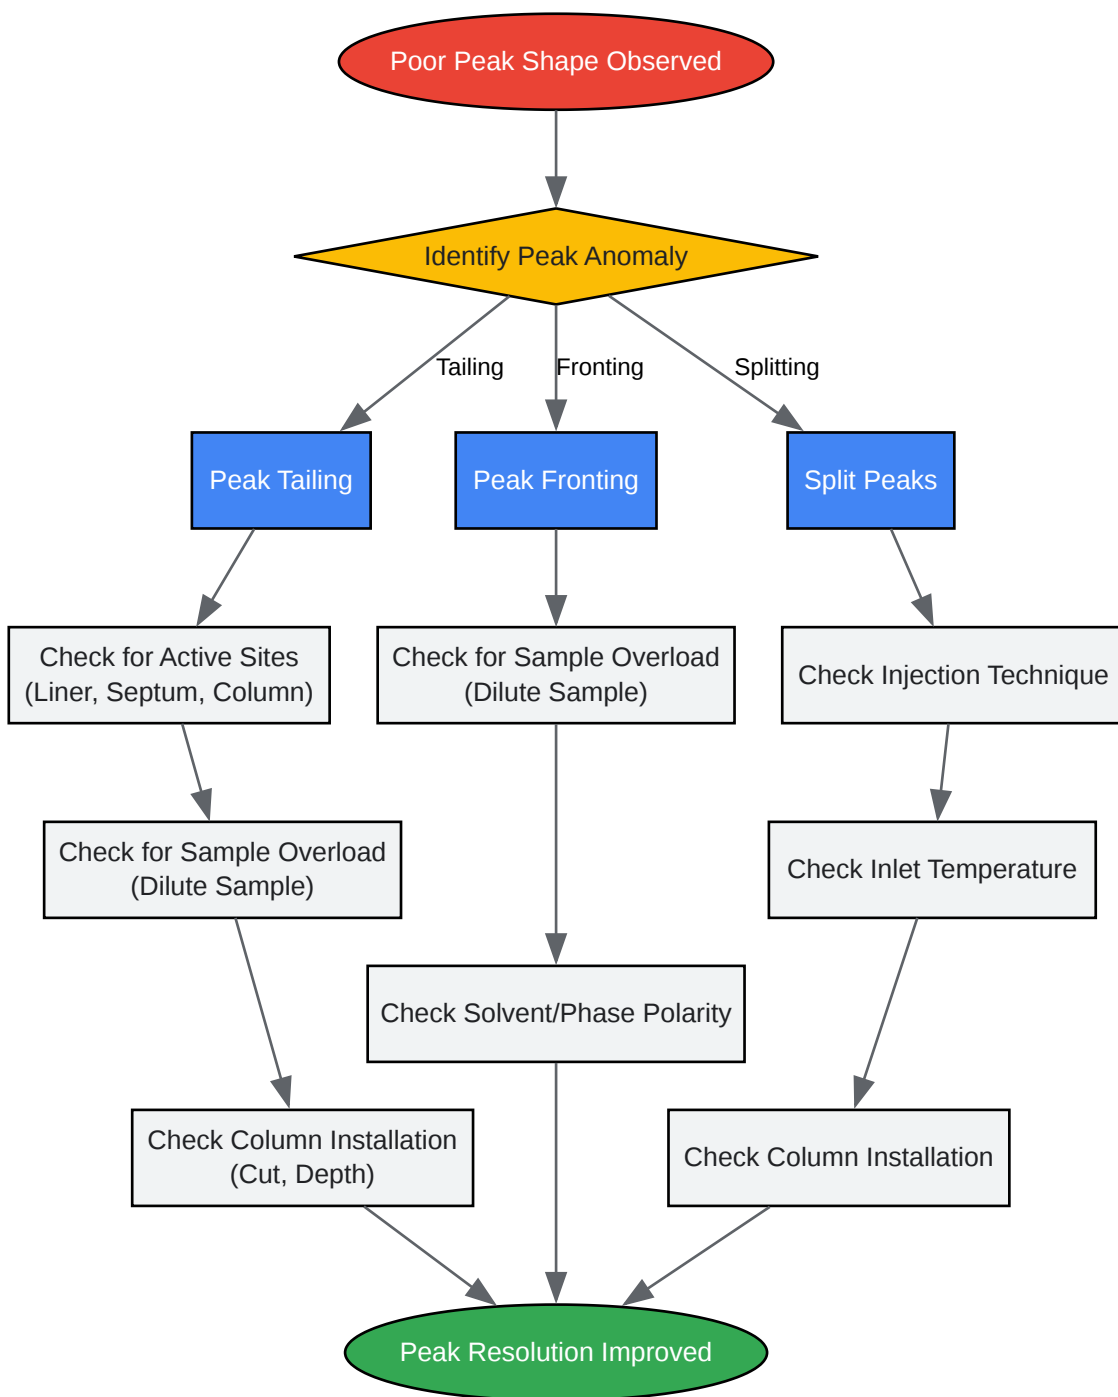 Poor Peak Shape Observed
Identify Peak Anomaly
Tailing
Fronting
Splitting
Peak Tailing
Peak Fronting
Split Peaks
Check for Active Sites
(Liner, Septum, Column)
Check for Sample Overload
(Dilute Sample)
Check Injection Technique
Check for Sample Overload
(Dilute Sample)
Check Inlet Temperature
Check Solvent/Phase Polarity
Check Column Installation
(Cut, Depth)
Check Column Installation
Peak Resolution Improved